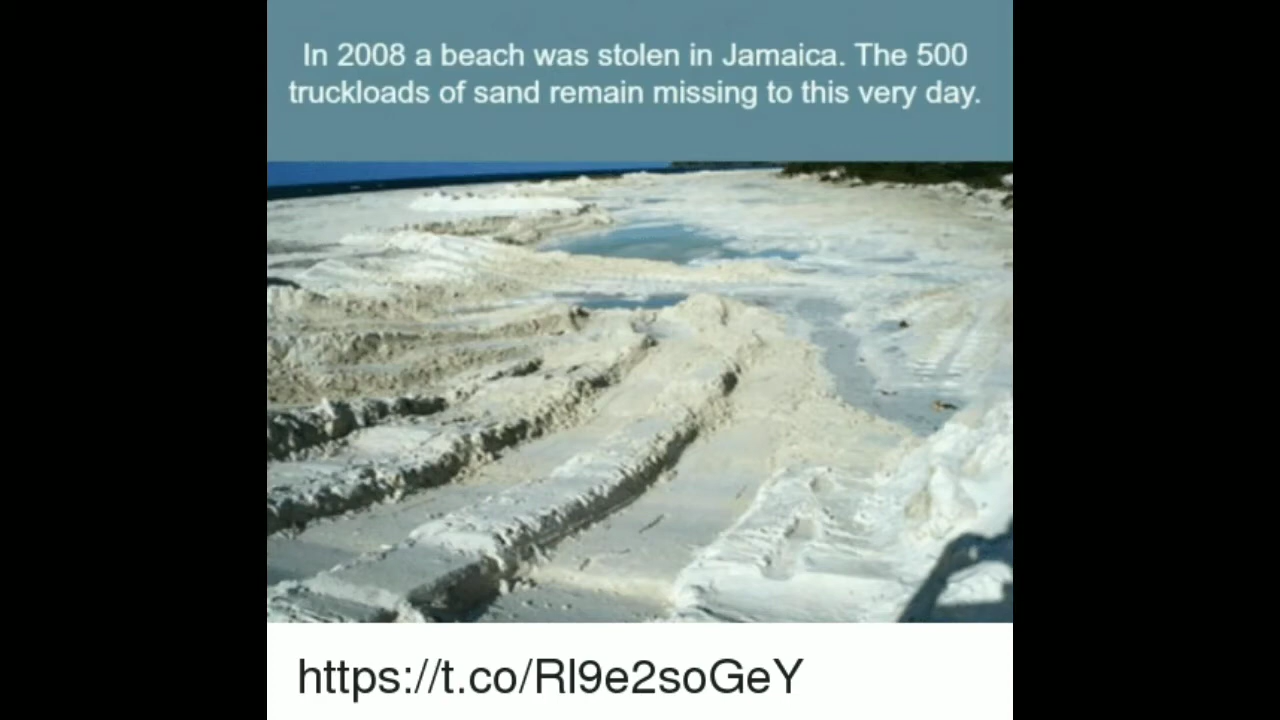 In 2008 a beach was stolen in Jamaica. The 500
truckloads of sand remain missing to this very day.
https://t.co/Rl9e2soGeY